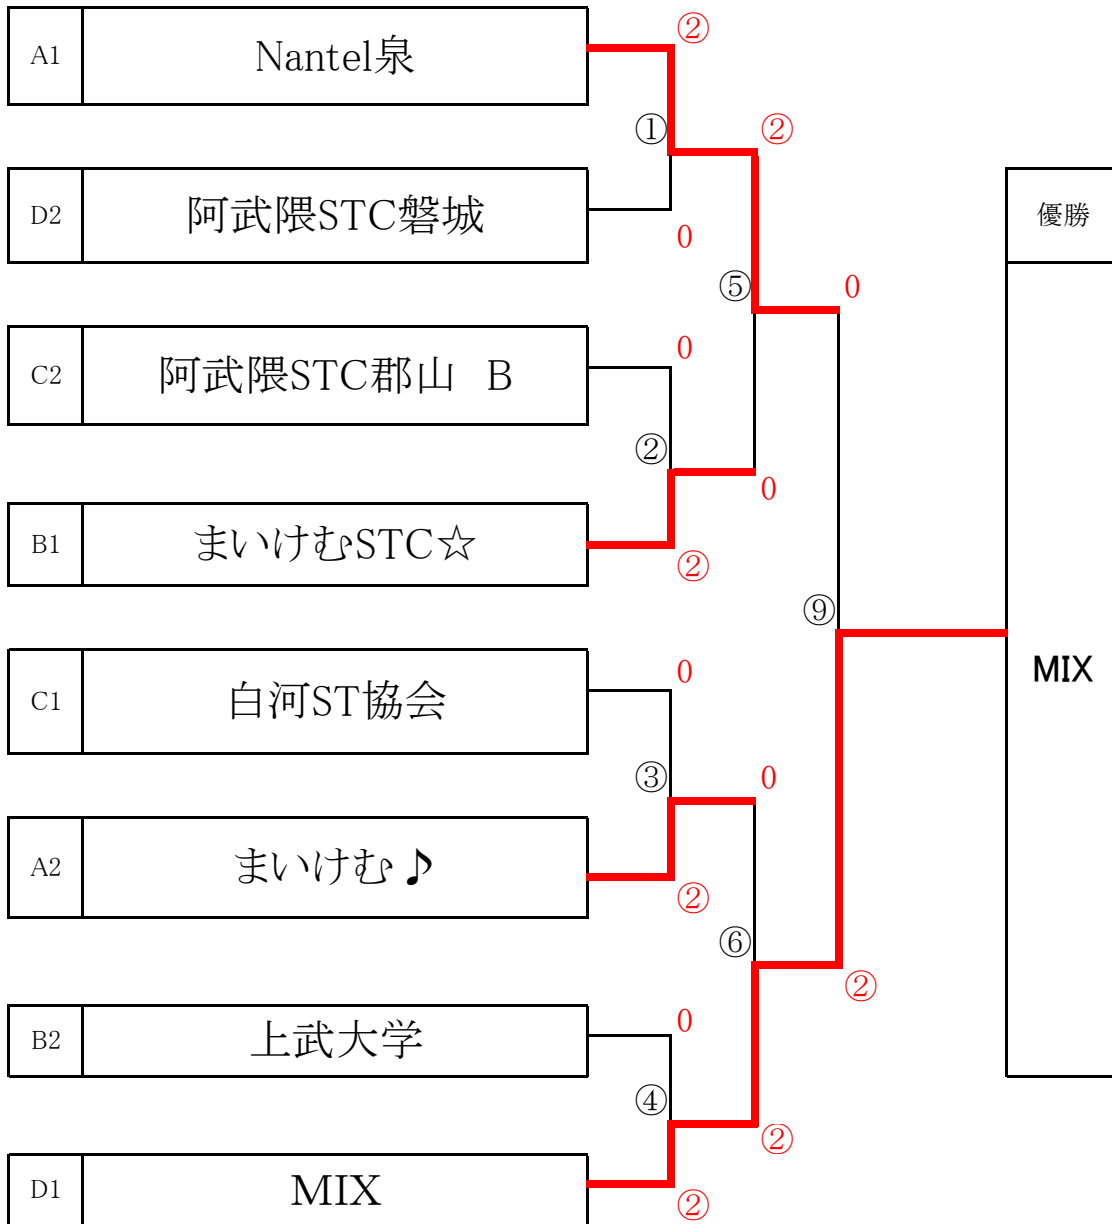 A1 Nantel泉
②
① ②
D2 阿武隈STC磐城
0
優勝
⑤ 0
C2 阿武隈STC郡山　B
0
②
0
B1 まいけむSTC☆
②
⑨
MIX
C1 白河ST協会
0
③ 0
A2 まいけむ♪
②
⑥
②
B2 上武大学
0
④
②
D1 MIX
②